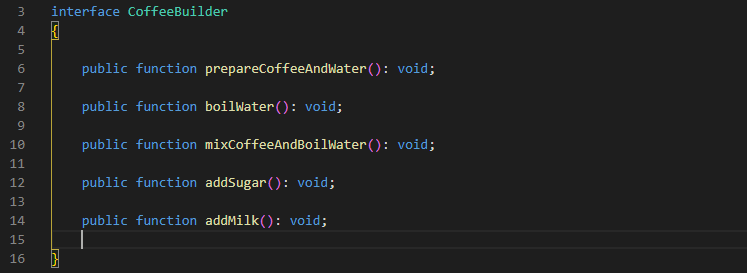 3 interface CoffeeBuilder
4 {
5
6 public function prepareCoffeeAndWater(): void;
7
8 public function boilWater(): void;
9
10 public function mixCoffeeAndBoilWater(): void;
11
12 public function addSugar(): void;
13
14 public function addMilk(): void;
15
16 }